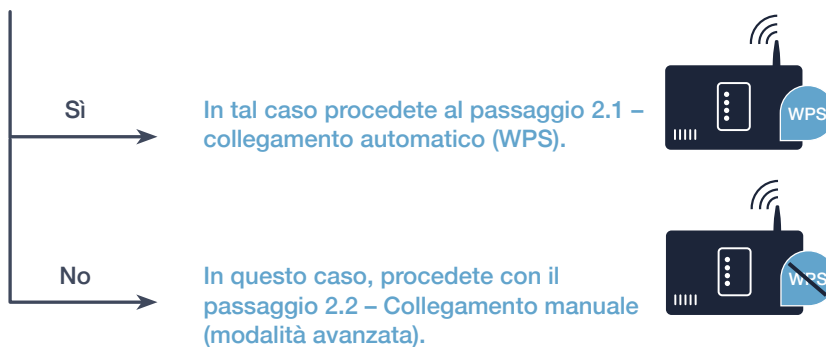 Sì
In tal caso procedete al passaggio 2.1 –
collegamento automatico (WPS).
WPS
No
In questo caso, procedete con il
passaggio 2.2 – Collegamento manuale
(modalità avanzata).
WPS